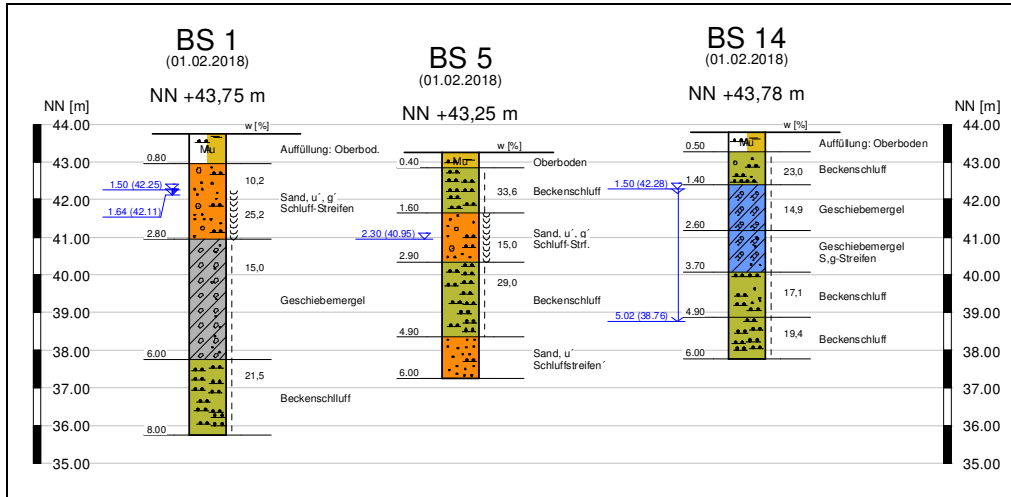 BS 1
(01.02.2018)
NN +43,75 m
BS 5
(01.02.2018)
NN +43,25 m
BS 14
(01.02.2018)
NN +43,78 m
NN [m]
44.00
43.00
42.00
41.00
40.00
39.00
38.00
37.00
36.00
35.00
w [%]
Mu
Auffüllung: Oberbod.
0.80
1.50 (42.25)
10,2
Sand, u´, g´
Schluff-Streifen
1.64 (42.11)
25,2
2.80
15,0
Geschiebemergel
6.00
21,5
Beckenschlluff
8.00
w [%]
Mu
0.40
Oberboden
33,6
Beckenschluff
1.60
2.30 (40.95)
Sand, u´, g´
Schluff-Strf.
15,0
2.90
29,0
Beckenschluff
4.90
Sand, u´
Schluffstreifen´
6.00
w [%]
Mu
0.50
Auffüllung: Oberboden
23,0
Beckenschluff
1.40
1.50 (42.28)
14,9
Geschiebemergel
2.60
Geschiebemergel
S,g-Streifen
3.70
17,1
Beckenschluff
4.90
5.02 (38.76)
19,4
Beckenschluff
6.00
NN [m]
44.00
43.00
42.00
41.00
40.00
39.00
38.00
37.00
36.00
35.00